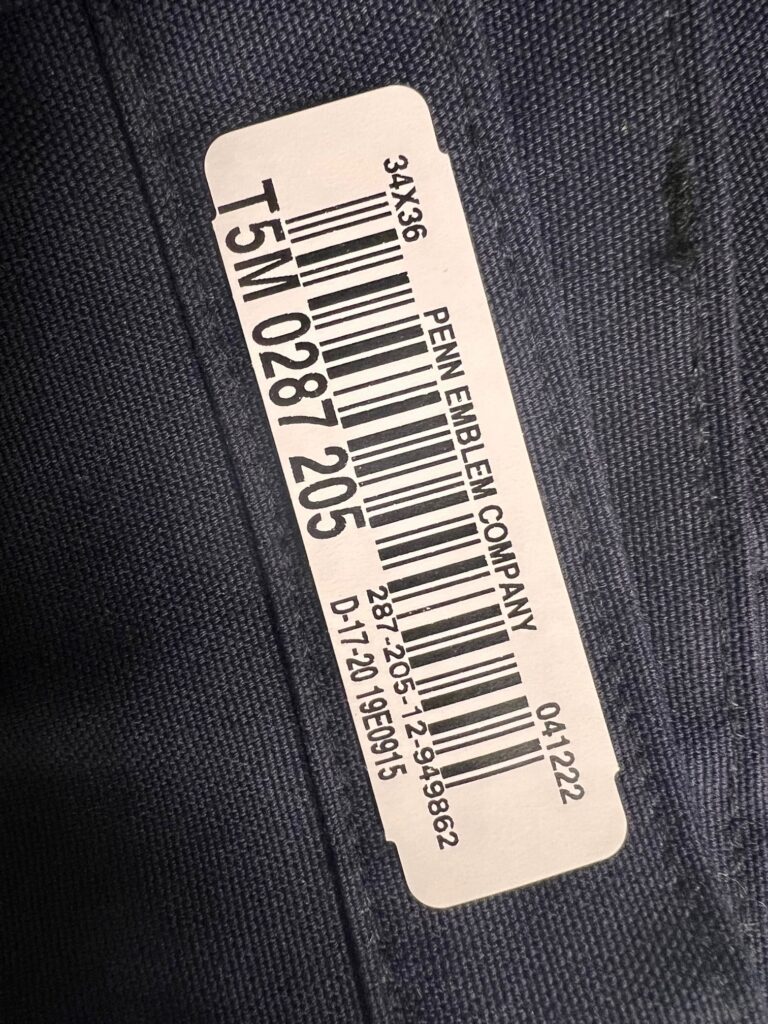 34X36
PENN EMBLEM COMPANY
041222
T5M 0287 205
287-205-12-949862
D-17-20 19E0915